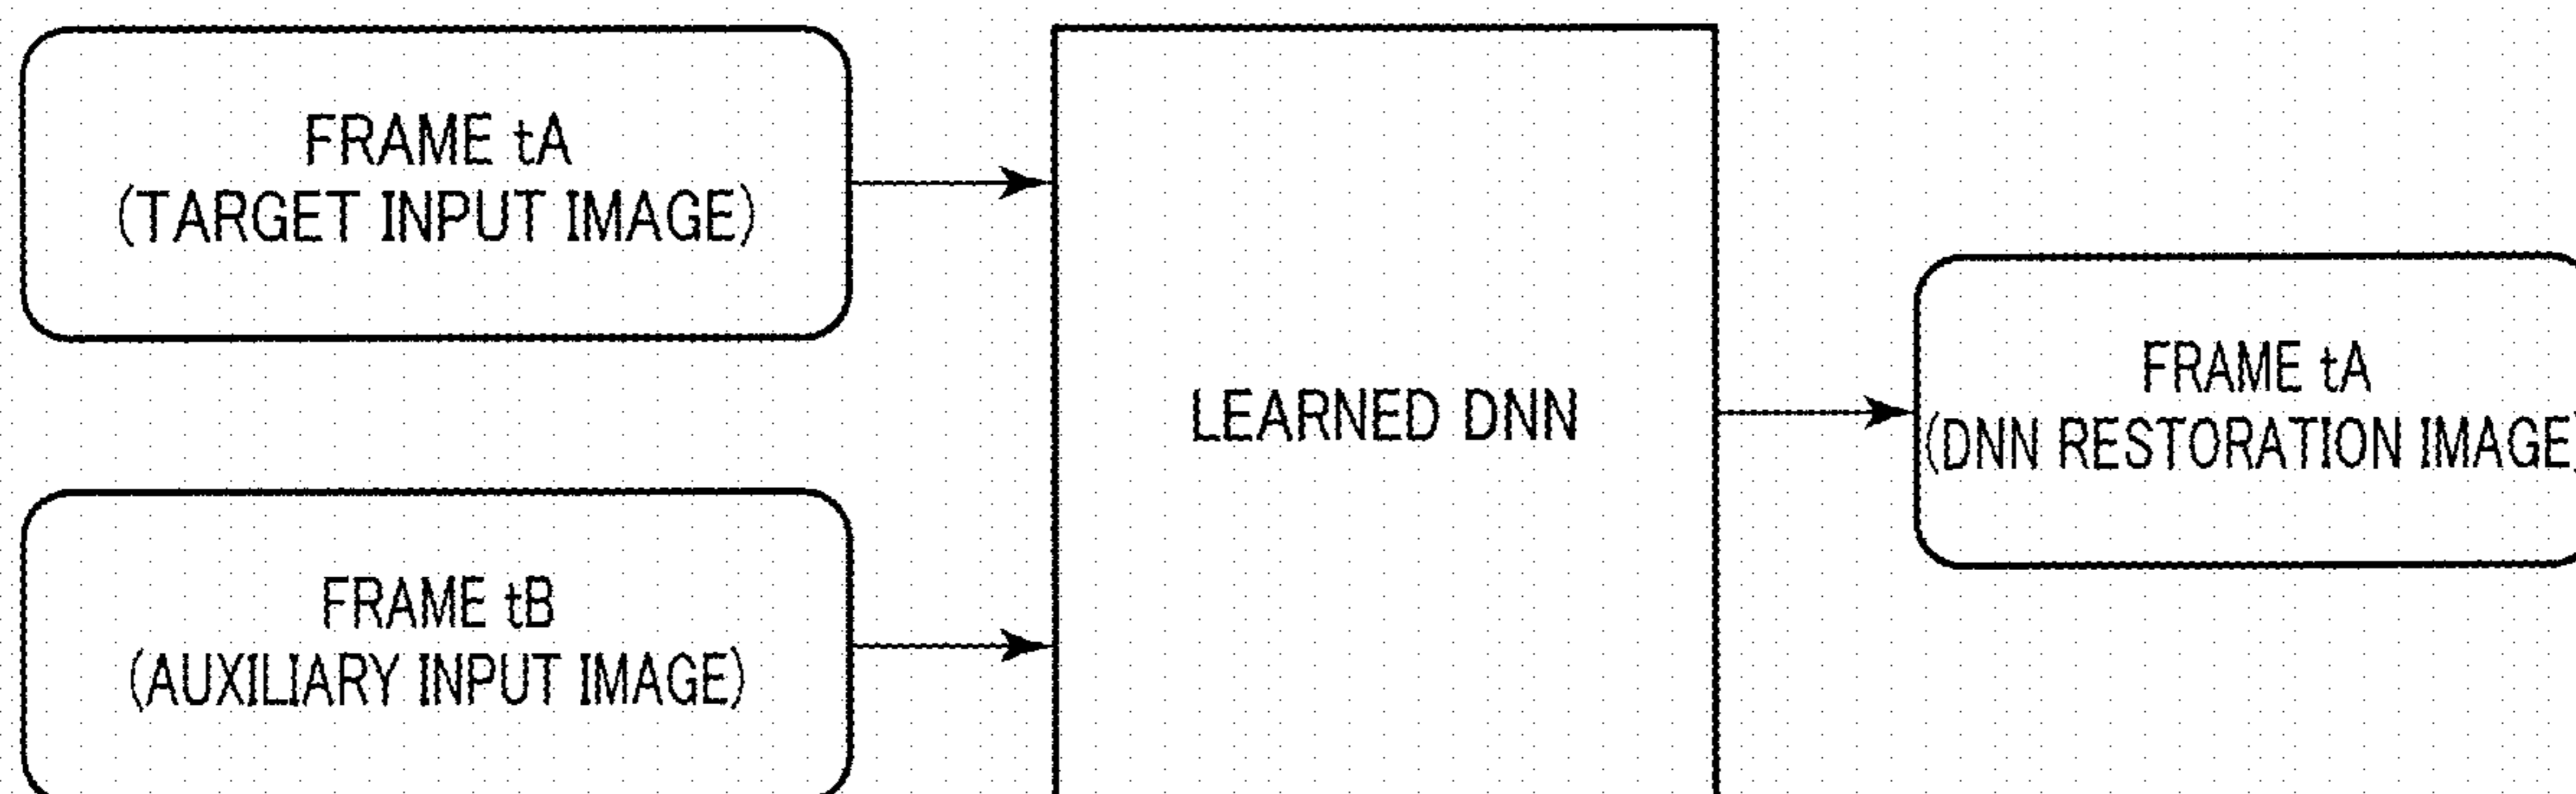 FRAME tA
(TARGET INPUT IMAGE)
LEARNED DNN
FRAME tA
(DNN RESTORATION IMAGE)
FRAME tB
(AUXILIARY INPUT IMAGE)